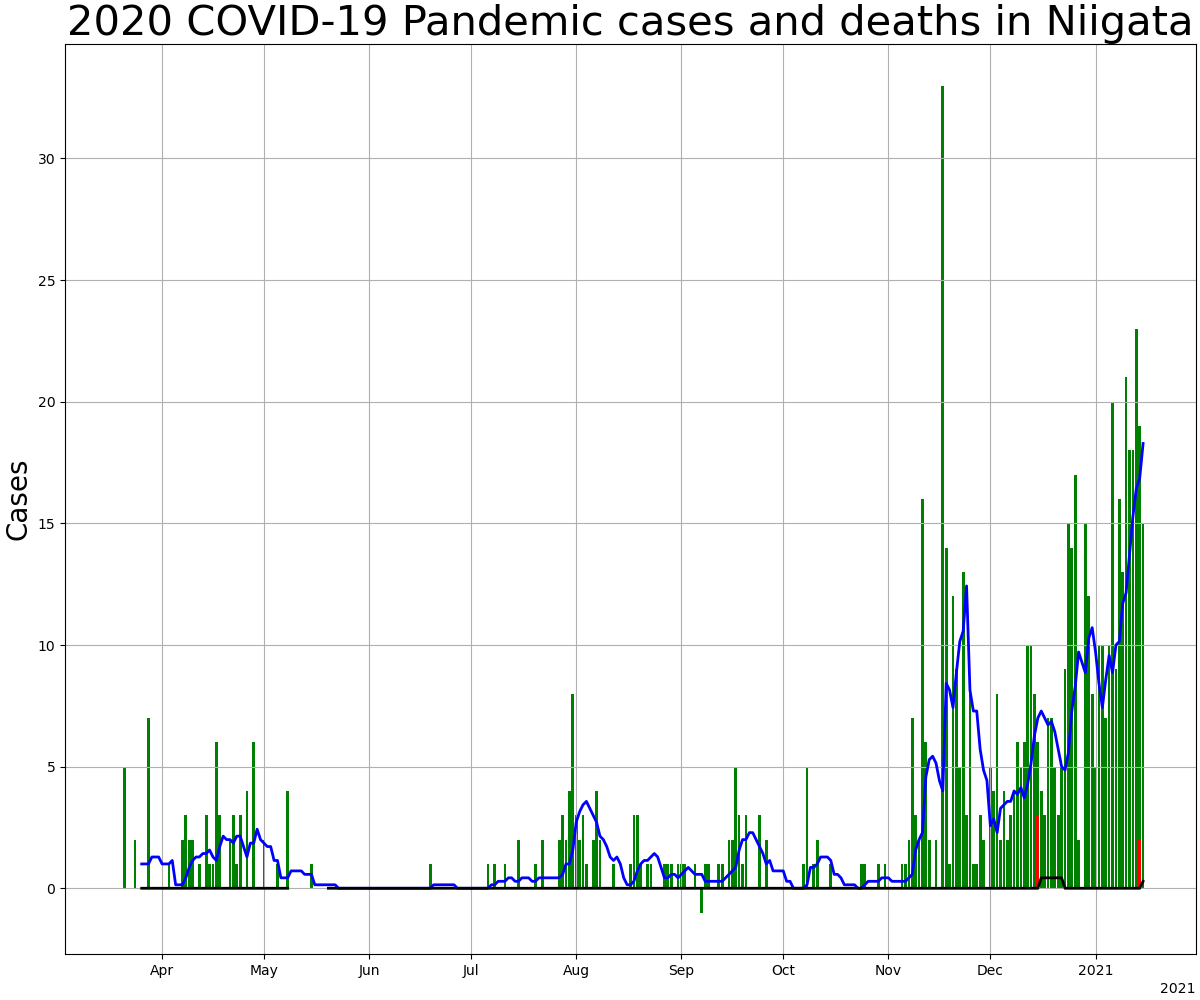 2020 COVID-19 Pandemic cases and deaths in Niigata
Cases
30
25
20
15
10
5
0
Apr May Jun Jul Aug Sep Oct Nov Dec 2021
2021